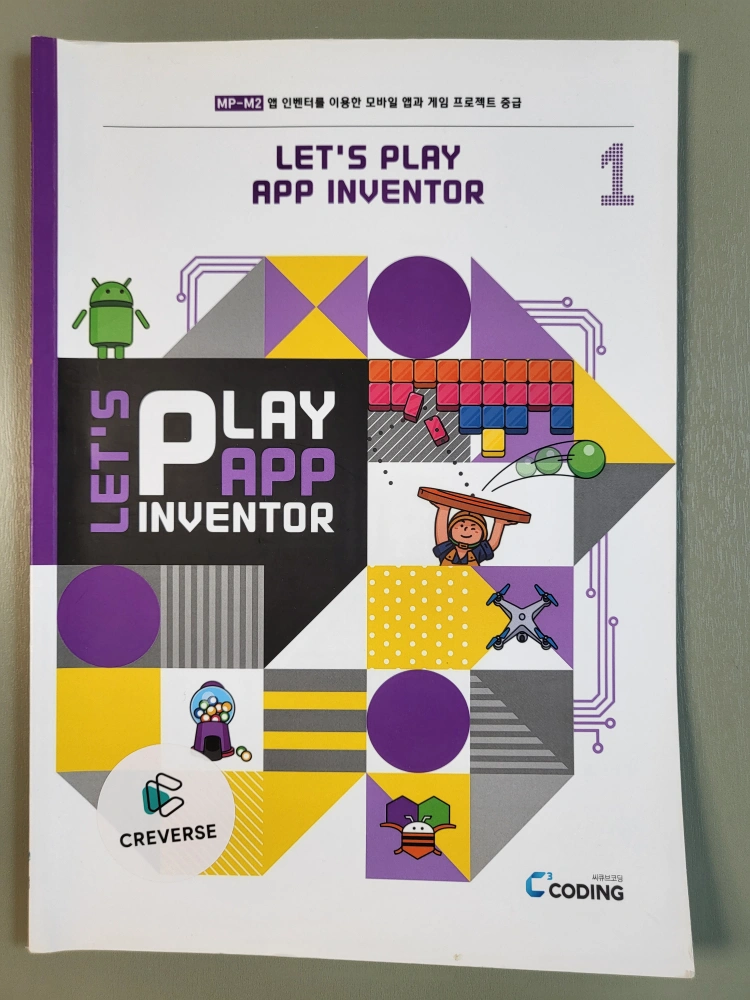 MP-M2 앱 인벤터를 이용한 모바일 앱과 게임 프로젝트 중급
LET'S PLAY
APP INVENTOR
1
LET'S
PLAY
APP
INVENTOR
CREVERSE
씨큐브코딩
C3 CODING